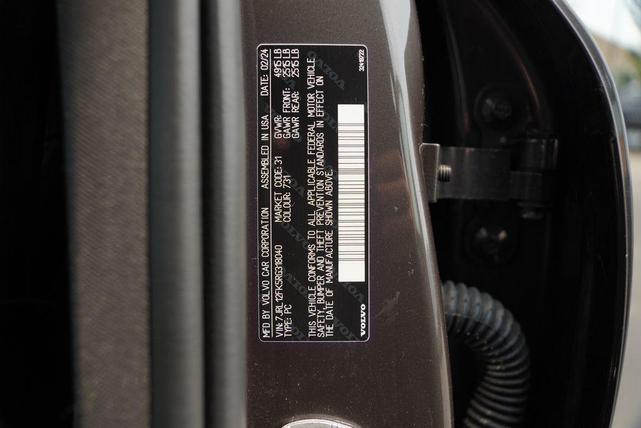 MFD BY VOLVO CAR CORPORATION ASSEMBLED IN USA DATE: 02/24
VIN: 7JRL12FK5RG318040 MARKET CODE: 31 GVWR: 4915 LB
TYPE: PC COLOUR: 731 GAWR FRONT: 2515 LB
GAWR REAR: 2515 LB
THIS VEHICLE CONFORMS TO ALL APPLICABLE FEDERAL MOTOR VEHICLE
SAFETY, BUMPER AND THEFT PREVENTION STANDARDS IN EFFECT ON
THE DATE OF MANUFACTURE SHOWN ABOVE.
VOLVO